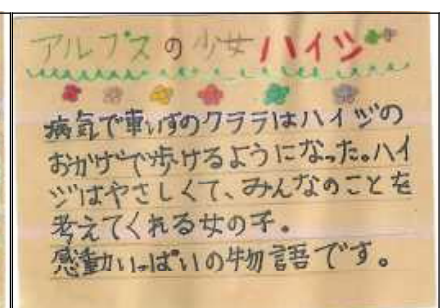 アルプスの少女ハイジ
病気で車いすのクララはハイジの
おかげで歩けるようになった。ハイ
ジはやさしくて、みんなのことを
考えてくれる女の子。
感動いっぱいの物語です。